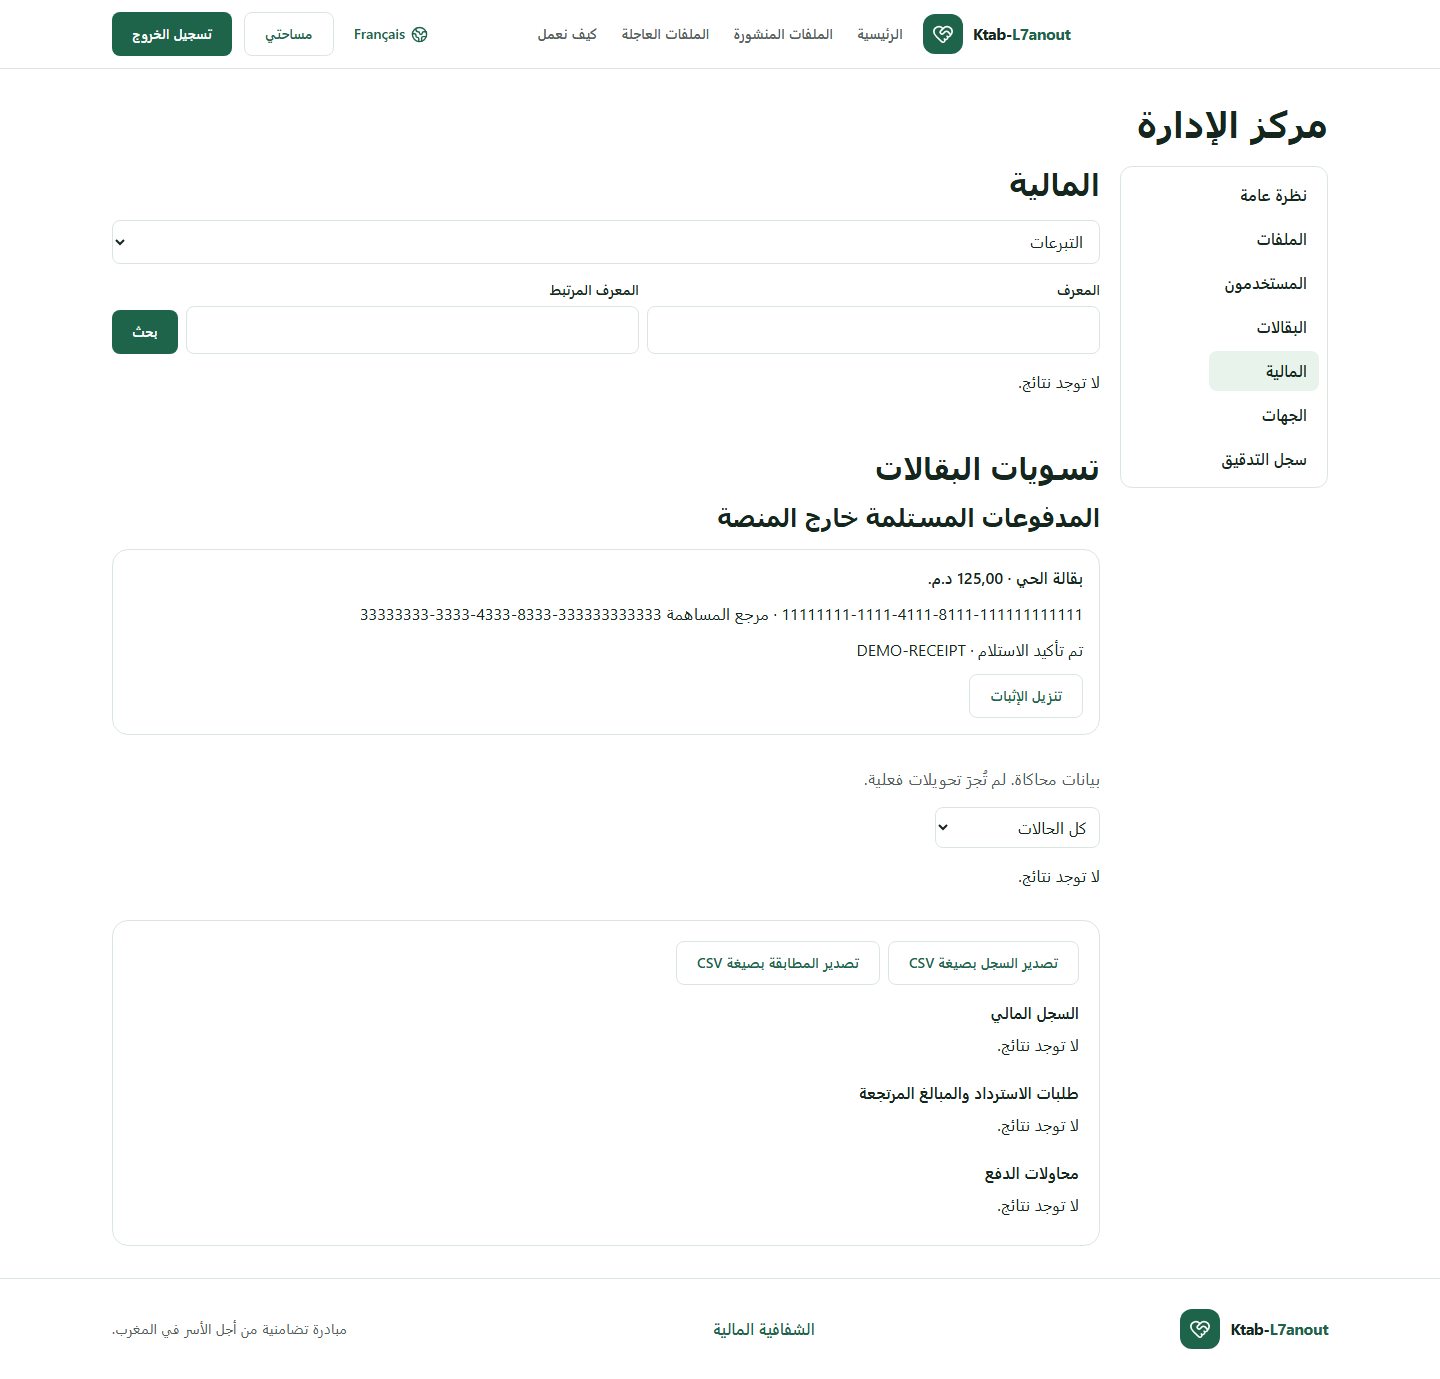 Ktab-L7anout
الرئيسية
الملفات المنشورة
الملفات العاجلة
كيف نعمل
Français
مساحتي
تسجيل الخروج
مركز الإدارة
نظرة عامة
الملفات
المستخدمون
البقالات
المالية
الجهات
سجل التدقيق
المالية
التبرعات
المعرف
المعرف المرتبط
بحث
لا توجد نتائج.
تسويات البقالات
المدفوعات المستلمة خارج المنصة
بقالة الحي · 125,00 د.م.
11111111-1111-4111-8111-111111111111 · مرجع المساهمة 33333333-3333-4333-8333-333333333333
تم تأكيد الاستلام · DEMO-RECEIPT
تنزيل الإثبات
بيانات محاكاة. لم تُجرَ تحويلات فعلية.
كل الحالات
لا توجد نتائج.
تصدير السجل بصيغة CSV
تصدير المطابقة بصيغة CSV
السجل المالي
لا توجد نتائج.
طلبات الاسترداد والمبالغ المرتجعة
لا توجد نتائج.
محاولات الدفع
لا توجد نتائج.
Ktab-L7anout
الشفافية المالية
مبادرة تضامنية من أجل الأسر في المغرب.